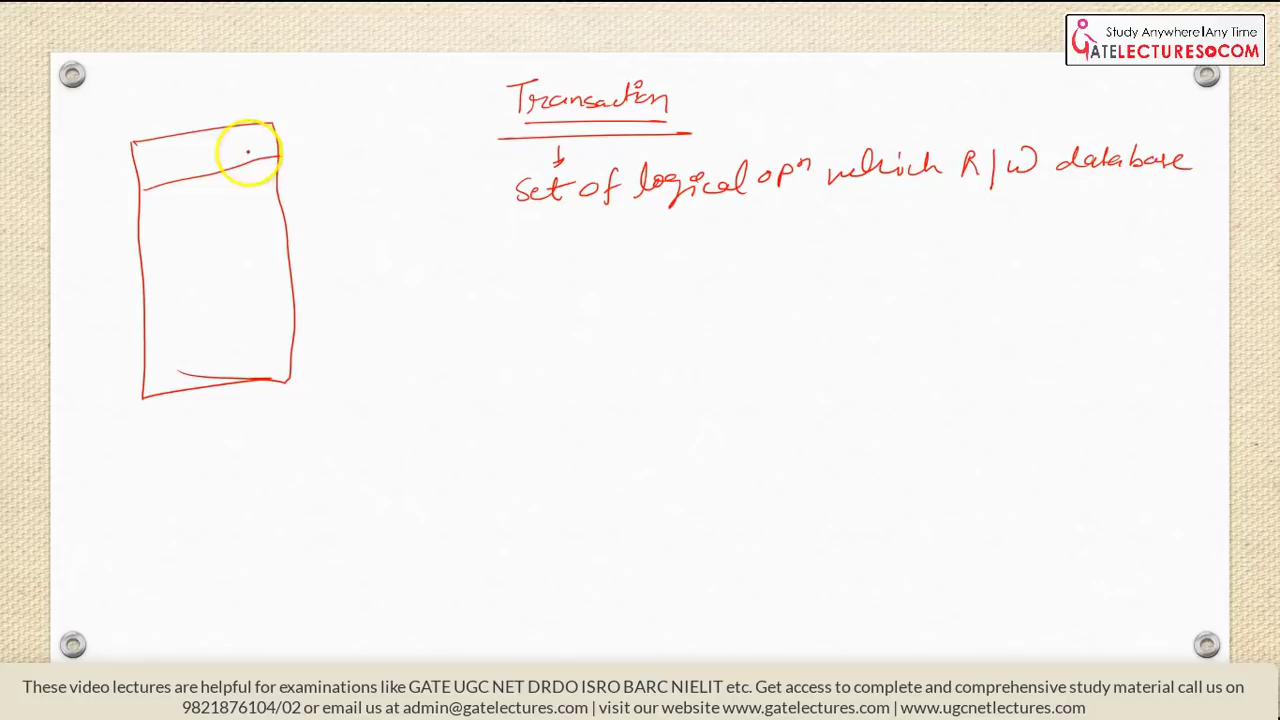 Study Anywhere|Any Time
GATELECTURES.COM
Transaction
set of logical opⁿ which R/W database
These video lectures are helpful for examinations like GATE UGC NET DRDO ISRO BARC NIELIT etc. Get access to complete and comprehensive study material call us on
9821876104/02 or email us at admin@gatelectures.com | visit our website www.gatelectures.com | www.ugcnetlectures.com